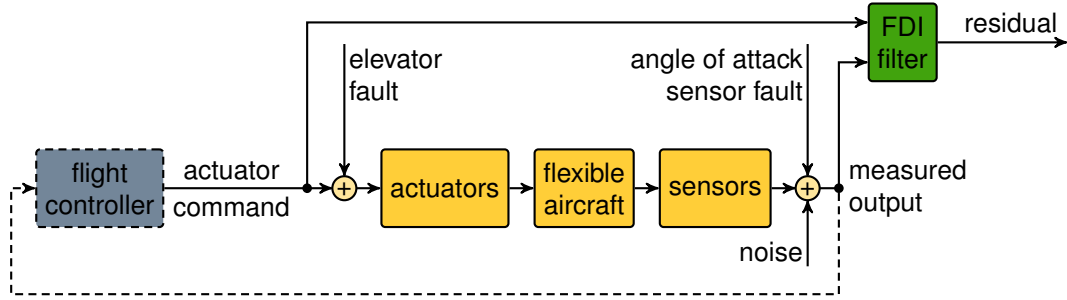 FDI
filter
residual
elevator
fault
angle of attack
sensor fault
flight
controller
actuator
command
+
actuators
flexible
aircraft
sensors
+
measured
output
noise